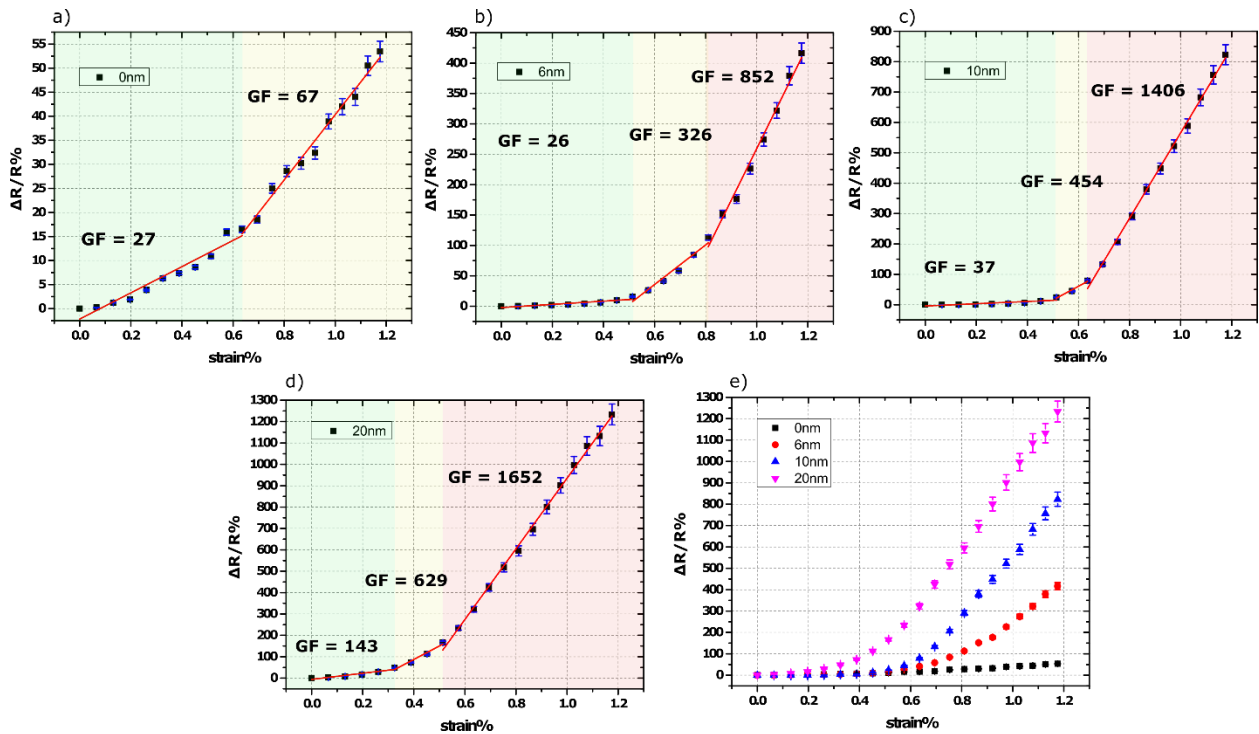 a)
55
50
45
40
35
30
25
20
15
10
5
0
ΔR/R%
0nm
GF = 67
GF = 27
0.0 0.2 0.4 0.6 0.8 1.0 1.2
strain%
b)
450
400
350
300
250
200
150
100
50
0
ΔR/R%
6nm
GF = 852
GF = 326
GF = 26
0.0 0.2 0.4 0.6 0.8 1.0 1.2
strain%
c)
900
800
700
600
500
400
300
200
100
0
ΔR/R%
10nm
GF = 1406
GF = 454
GF = 37
0.0 0.2 0.4 0.6 0.8 1.0 1.2
strain%
d)
1300
1200
1100
1000
900
800
700
600
500
400
300
200
100
0
ΔR/R%
20nm
GF = 1652
GF = 629
GF = 143
0.0 0.2 0.4 0.6 0.8 1.0 1.2
strain%
e)
1300
1200
1100
1000
900
800
700
600
500
400
300
200
100
0
ΔR/R%
0nm
6nm
10nm
20nm
0.0 0.2 0.4 0.6 0.8 1.0 1.2
strain%